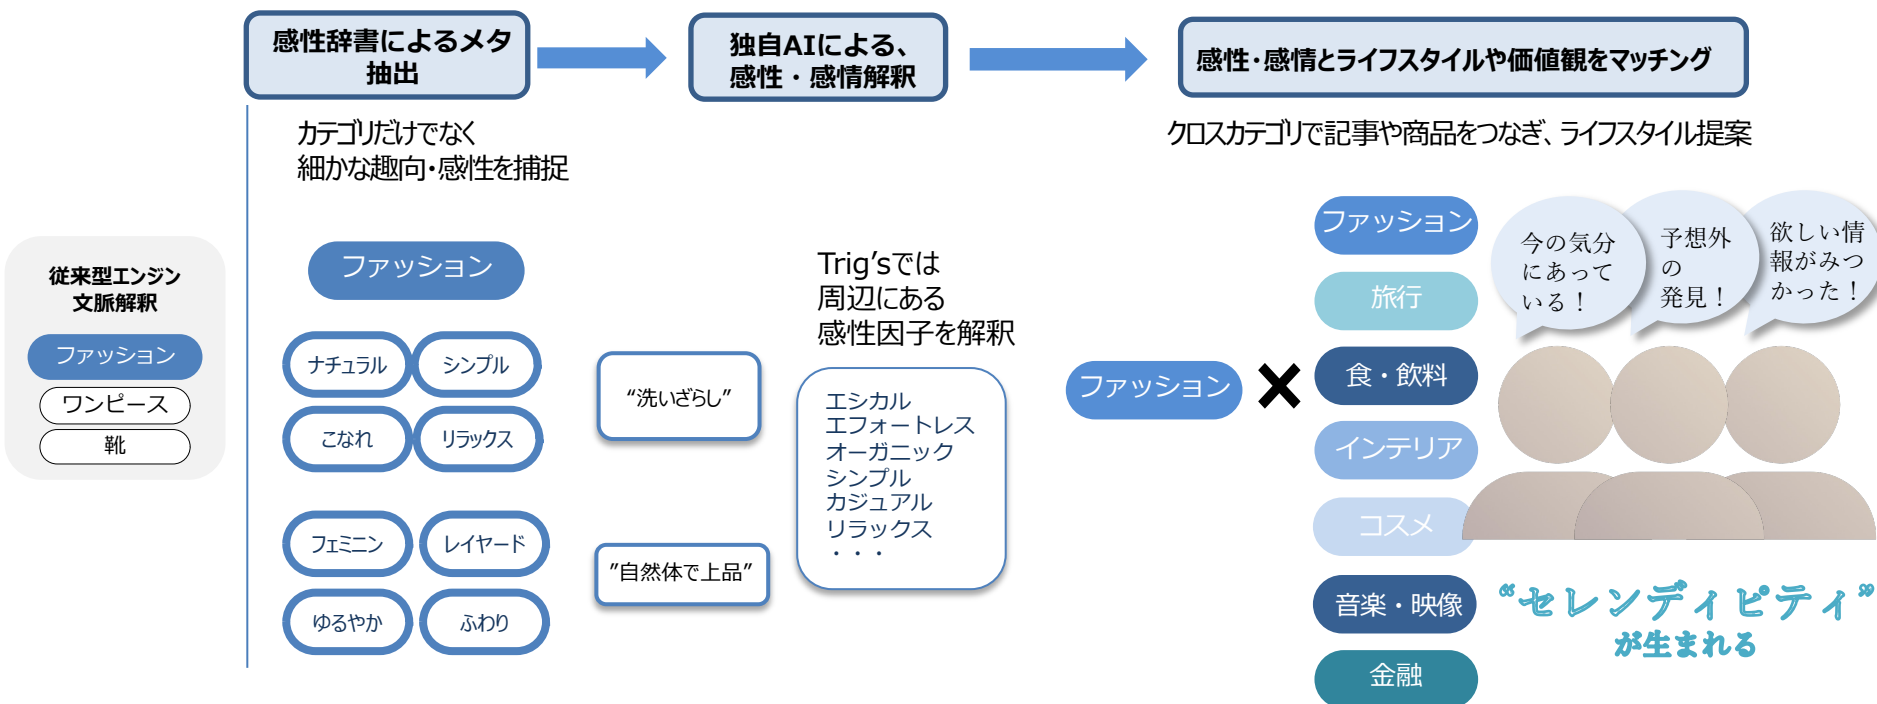 感性辞書によるメタ
抽出
独自AIによる、
感性・感情解釈
感性・感情とライフスタイルや価値観をマッチング
カテゴリだけでなく
細かな趣向・感性を捕捉
クロスカテゴリで記事や商品をつなぎ、ライフスタイル提案
従来型エンジン
文脈解釈
ファッション
ワンピース
靴
ファッション
ナチュラル
シンプル
こなれ
リラックス
フェミニン
レイヤード
ゆるやか
ふわり
“洗いざらし”
”自然体で上品”
Trig'sでは
周辺にある
感性因子を解釈
エシカル
エフォートレス
オーガニック
シンプル
カジュアル
リラックス
・・・
ファッション
×
ファッション
旅行
食・飲料
インテリア
コスメ
音楽・映像
金融
今の気分
にあって
いる！
予想外
の
発見！
欲しい情
報がみつ
かった！
“セレンディピティ”
が生まれる